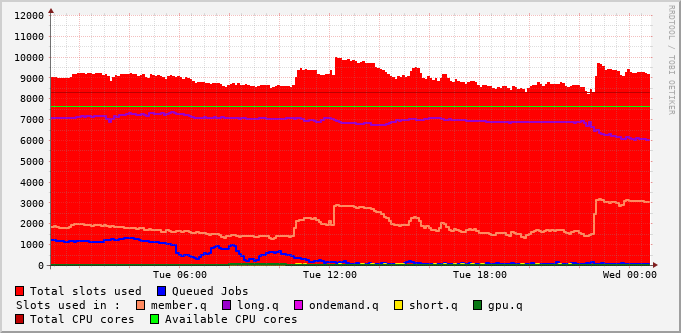 12000
11000
10000
9000
8000
7000
6000
5000
4000
3000
2000
1000
0
Tue 06:00 Tue 12:00 Tue 18:00 Wed 00:00
RRDTOOL / TOBI OETIKER
Total slots used Queued Jobs
Slots used in : member.q long.q ondemand.q short.q gpu.q
Total CPU cores Available CPU cores